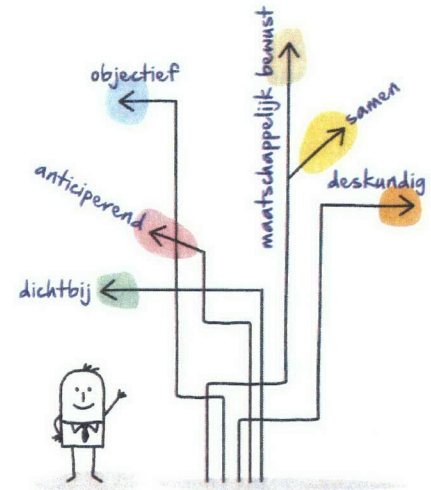 objectief
maatschappelijk bewust
samen
deskundig
anticiperend
dichtbij